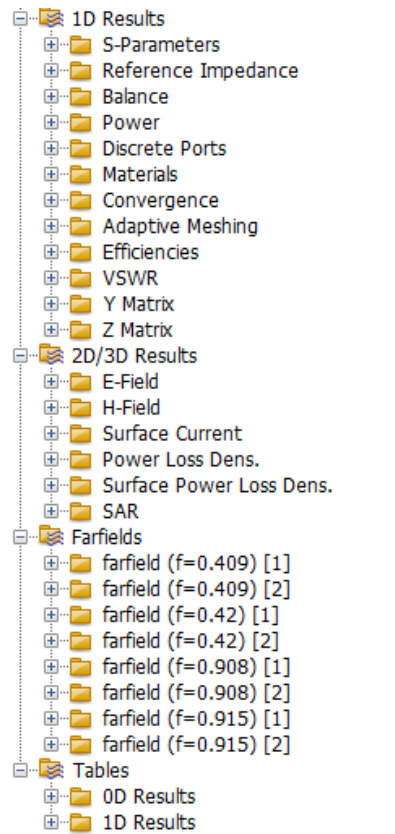 1D Results
S-Parameters
Reference Impedance
Balance
Power
Discrete Ports
Materials
Convergence
Adaptive Meshing
Efficiencies
VSWR
Y Matrix
Z Matrix
2D/3D Results
E-Field
H-Field
Surface Current
Power Loss Dens.
Surface Power Loss Dens.
SAR
Farfields
farfield (f=0.409) [1]
farfield (f=0.409) [2]
farfield (f=0.42) [1]
farfield (f=0.42) [2]
farfield (f=0.908) [1]
farfield (f=0.908) [2]
farfield (f=0.915) [1]
farfield (f=0.915) [2]
Tables
0D Results
1D Results